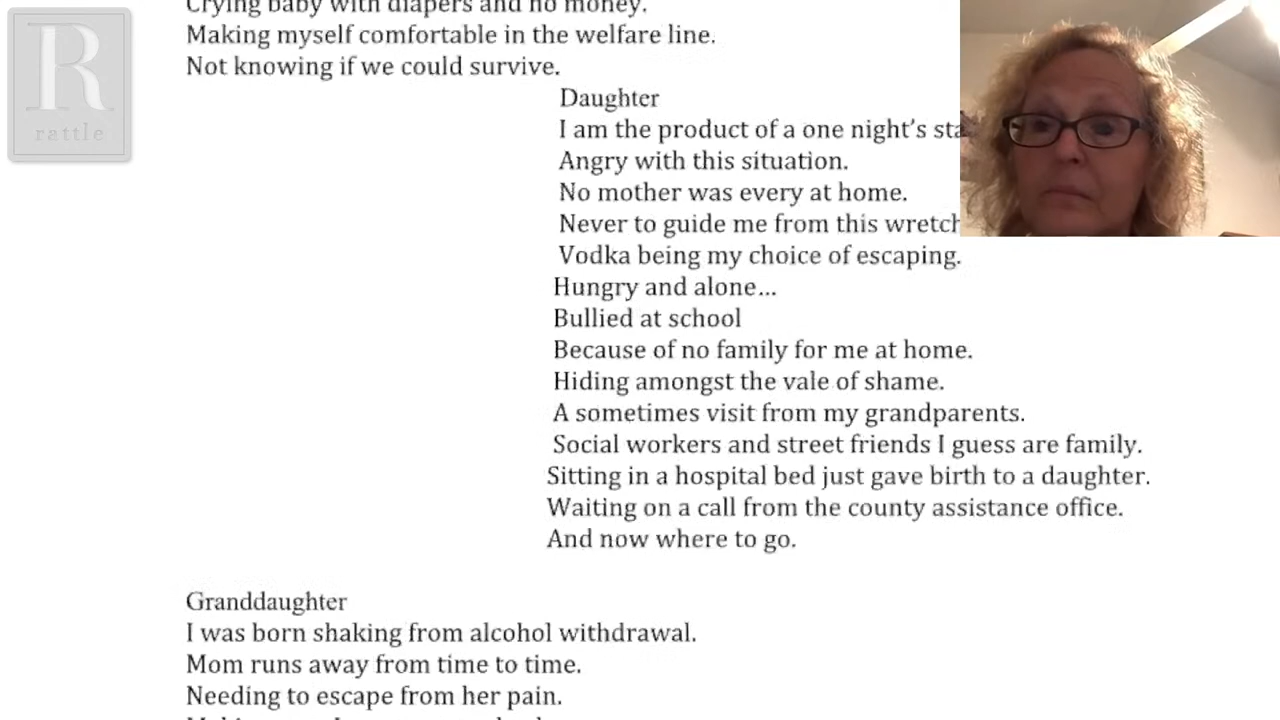 R
rattle
Crying baby with diapers and no money.
Making myself comfortable in the welfare line.
Not knowing if we could survive.
Daughter
I am the product of a one night's
Angry with this situation.
No mother was every at home.
Never to guide me from this
Vodka being my choice of escaping.
Hungry and alone…
Bullied at school
Because of no family for me at home.
Hiding amongst the vale of shame.
A sometimes visit from my grandparents.
Social workers and street friends I guess are family.
Sitting in a hospital bed just gave birth to a daughter.
Waiting on a call from the county assistance office.
And now where to go.
Granddaughter
I was born shaking from alcohol withdrawal.
Mom runs away from time to time.
Needing to escape from her pain.